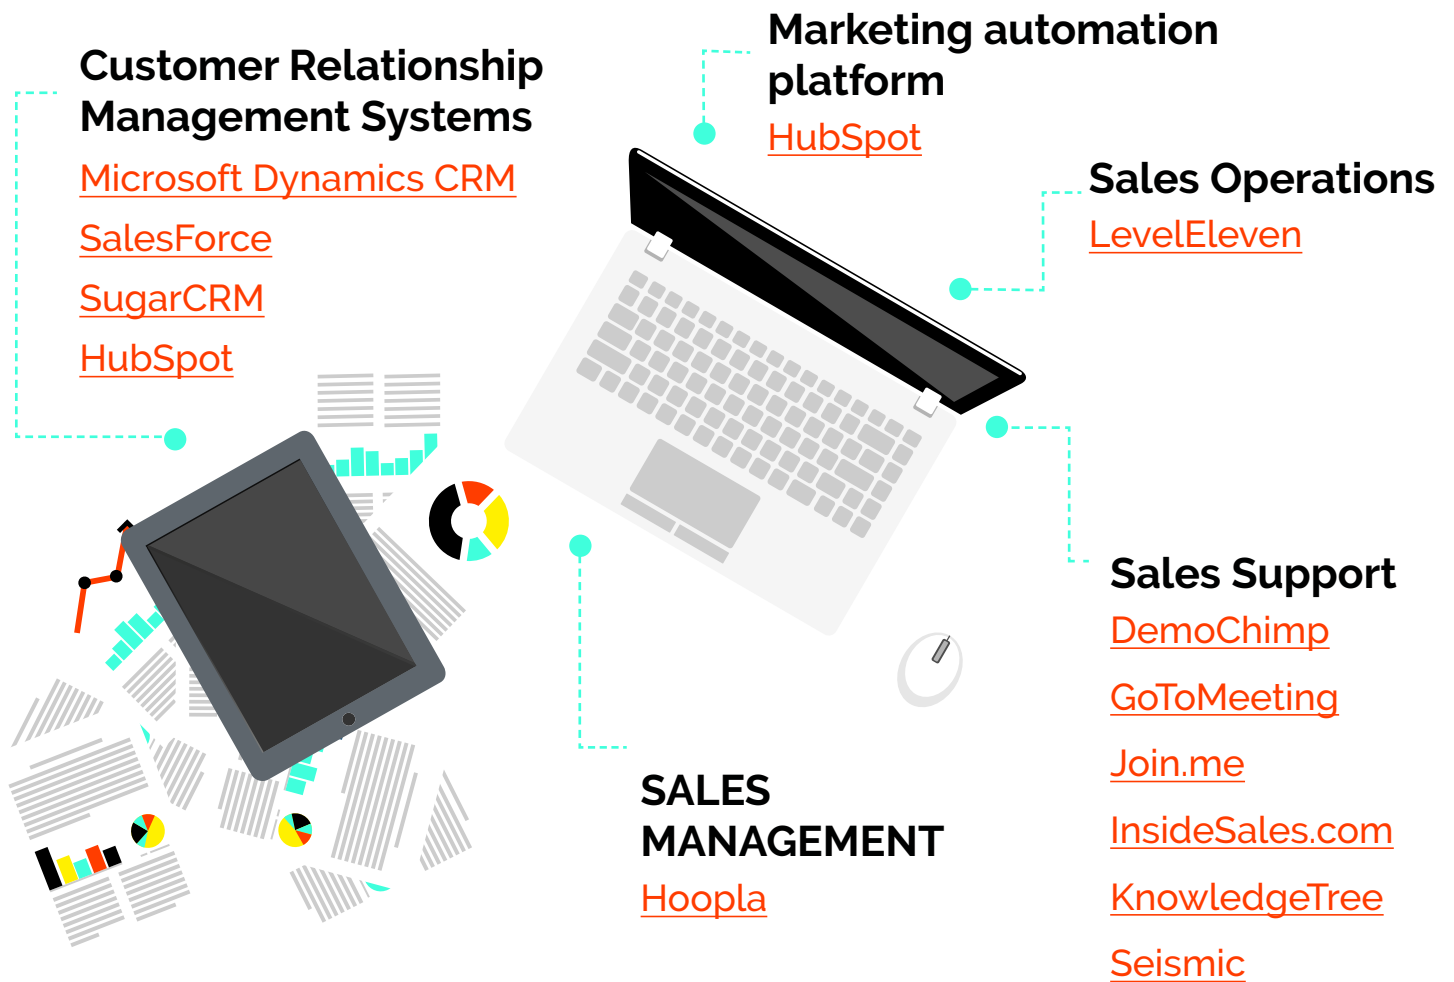 Customer Relationship
Management Systems
Microsoft Dynamics CRM
SalesForce
SugarCRM
HubSpot
Marketing automation
platform
HubSpot
Sales Operations
LevelEleven
Sales Support
DemoChimp
GoToMeeting
Join.me
InsideSales.com
KnowledgeTree
Seismic
SALES
MANAGEMENT
Hoopla